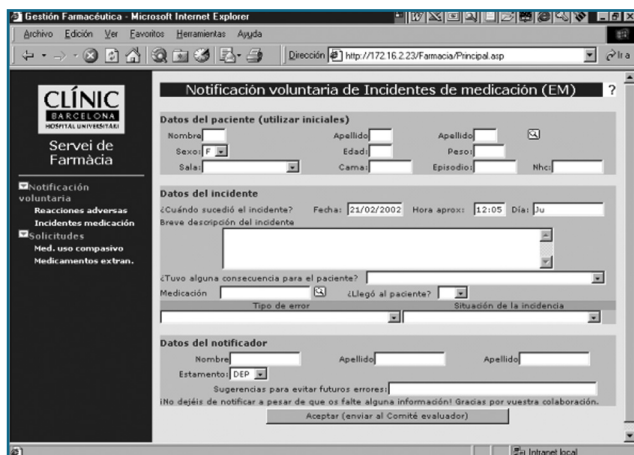 Gestión Farmacéutica - Microsoft Internet Explorer
Archivo Edición Ver Favoritos Herramientas Ayuda
Dirección http://172.16.2.23/Farmacia/Principal.asp Ir a
CLÍNIC
BARCELONA
HOSPITAL UNIVERSITARI
Servei de
Farmàcia
Notificación
voluntaria
Reacciones adversas
Incidentes medicación
Solicitudes
Med. uso compasivo
Medicamentos extran.
Notificación voluntaria de Incidentes de medicación (EM) ?
Datos del paciente (utilizar iniciales)
Nombre Apellido Apellido
Sexo: F Edad: Peso:
Sala: Cama: Episodio: Nhc:
Datos del incidente
¿Cuándo sucedió el incidente? Fecha: 21/02/2002 Hora aprox: 12:05 Día: Ju
Breve descripción del incidente
¿Tuvo alguna consecuencia para el paciente?
Medicación ¿Llegó al paciente?
Tipo de error Situación de la incidencia
Datos del notificador
Nombre Apellido Apellido
Estamento: DEP
Sugerencias para evitar futuros errores:
¡No dejéis de notificar a pesar de que os falte alguna información! Gracias por vuestra colaboración.
Aceptar (enviar al Comité evaluador)
Intranet local